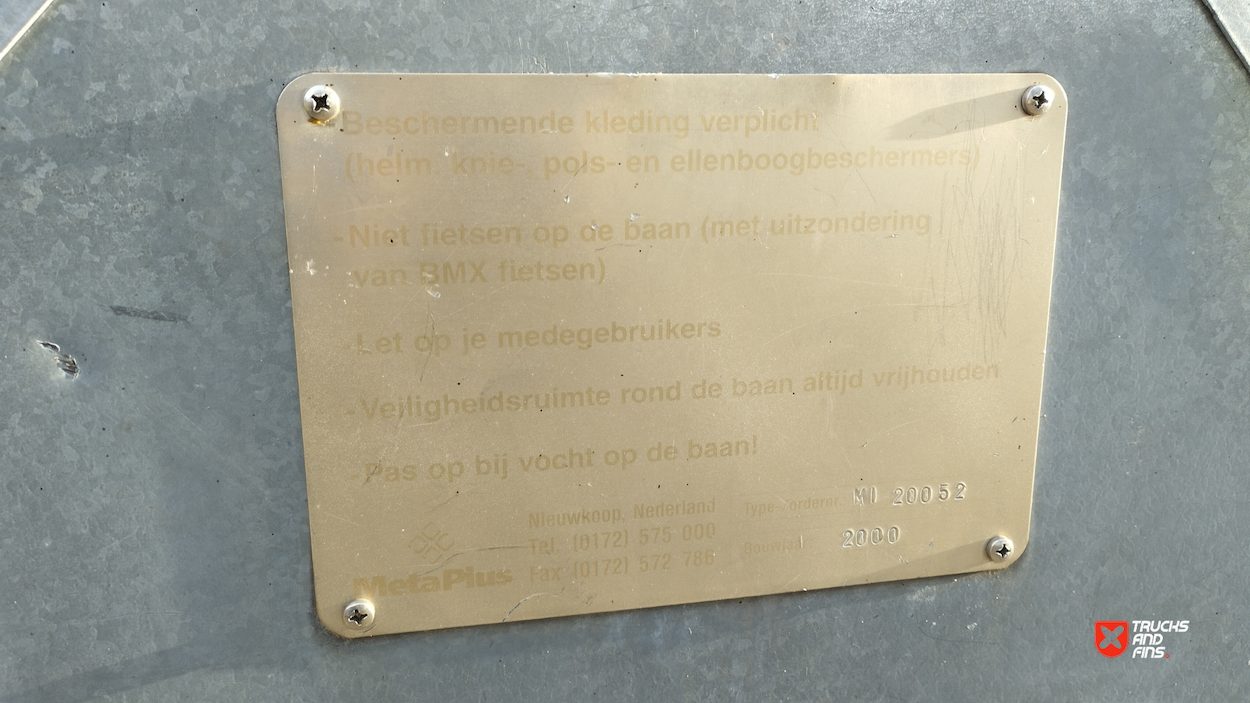 Beschermende kleding verplicht
(helm, knie-, pols- en ellenboogbeschermers)
-Niet fietsen op de baan (met uitzondering
van BMX fietsen)
-Let op je medegebruikers
-Veiligheidsruimte rond de baan altijd vrijhouden
-Pas op bij vocht op de baan!
Nieuwkoop, Nederland
Tel. (0172) 575 000
MetaPlus Fax (0172) 572 786
MI 20052
Bouwjaar 2000
TRUCKS
AND
FINS